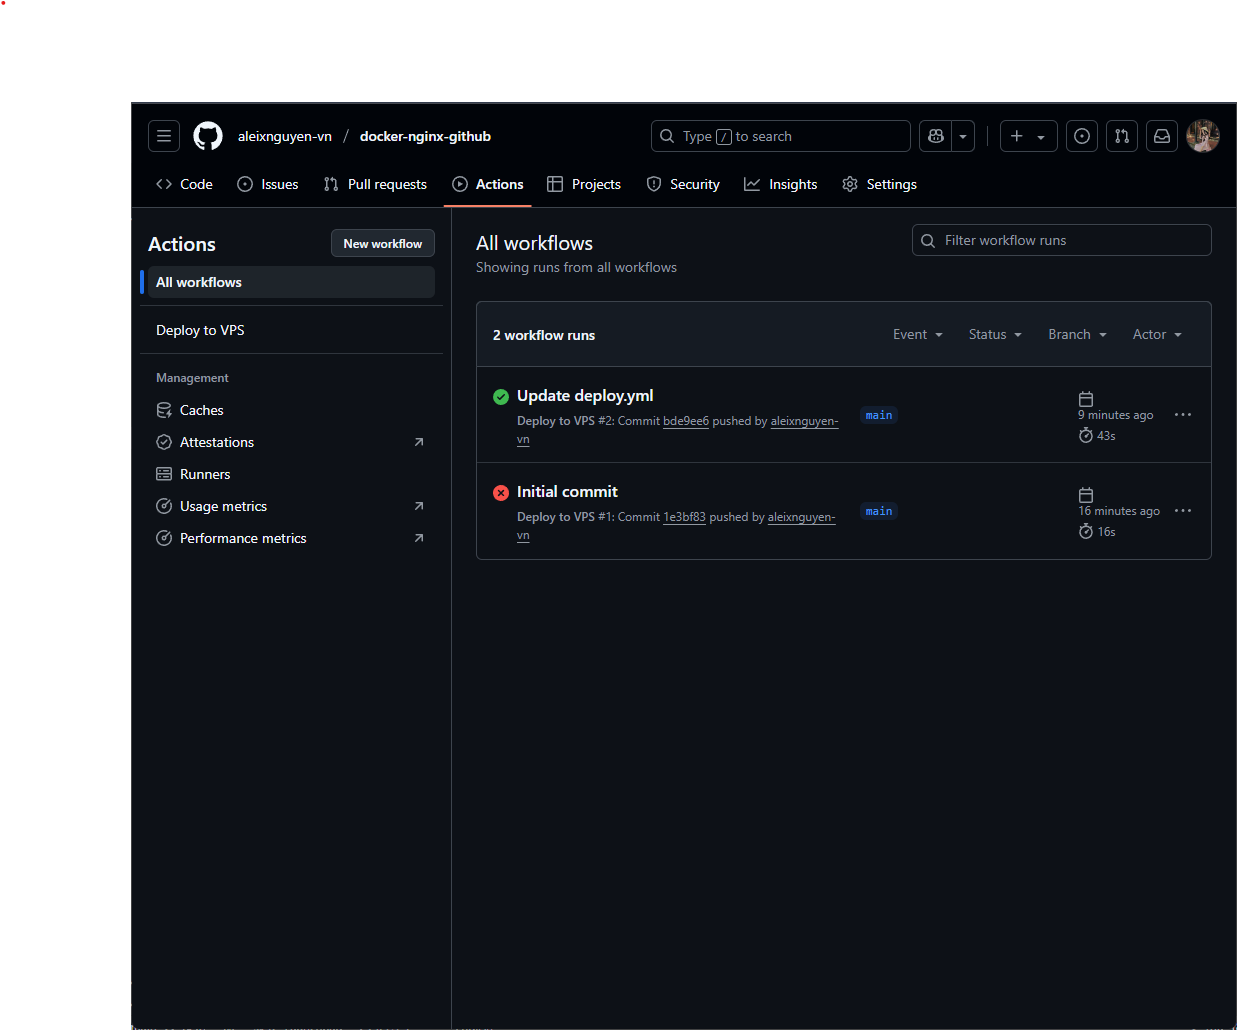 aleixnguyen-vn / docker-nginx-github
Type / to search
Code
Issues
Pull requests
Actions
Projects
Security
Insights
Settings
Actions
New workflow
All workflows
Deploy to VPS
Management
Caches
Attestations
Runners
Usage metrics
Performance metrics
All workflows
Showing runs from all workflows
Filter workflow runs
2 workflow runs
Event
Status
Branch
Actor
Update deploy.yml
Deploy to VPS #2: Commit bde9ee6 pushed by aleixnguyen-
vn
main
9 minutes ago
43s
Initial commit
Deploy to VPS #1: Commit 1e3bf83 pushed by aleixnguyen-
vn
main
16 minutes ago
16s